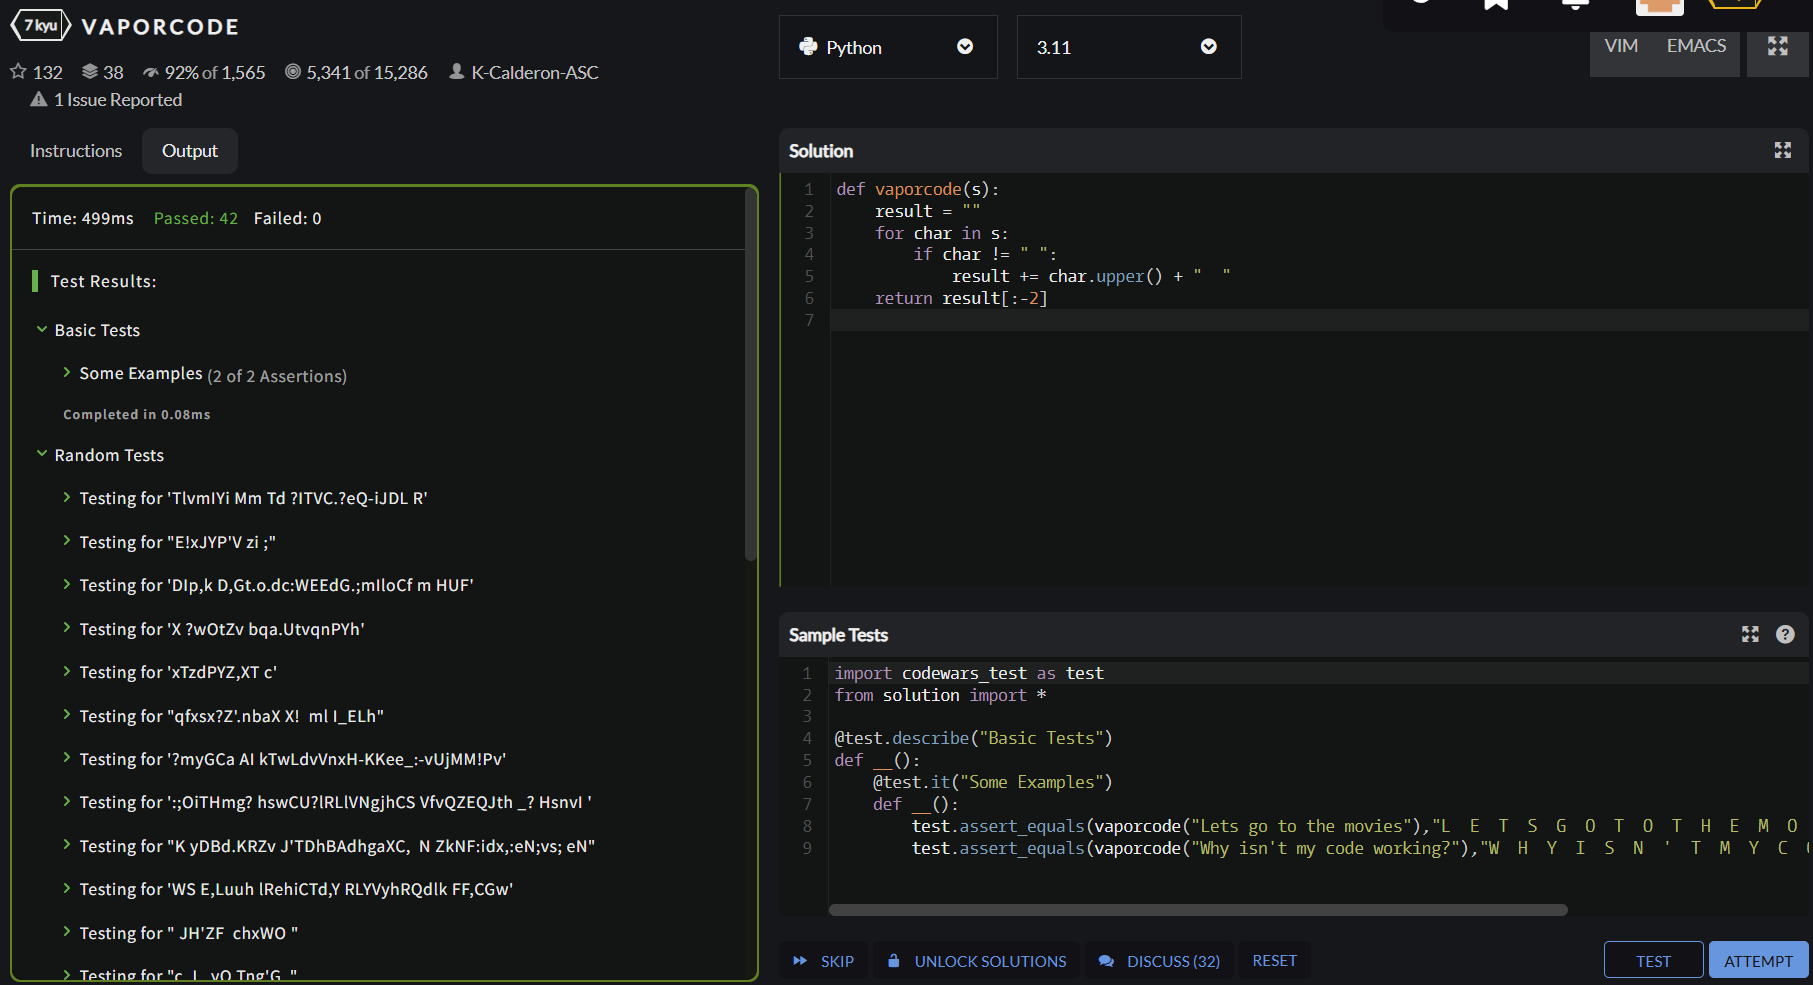 7 kyu VAPORCODE
132 38 92% of 1,565 5,341 of 15,286 K-Calderon-ASC
1 Issue Reported
Python 3.11 VIM EMACS
Instructions Output
Time: 499ms Passed: 42 Failed: 0
Test Results:
Basic Tests
Some Examples (2 of 2 Assertions)
Completed in 0.08ms
Random Tests
Testing for 'TlvmIYi Mm Td ?ITVC.?eQ-iJDL R'
Testing for "E!xJYP'V zi ;"
Testing for 'DIp,k D,Gt.o.dc:WEEdG.;mIloCf m HUF'
Testing for 'X ?wOtZv bqa.UtvqnPYh'
Testing for 'xTzdPYZ,XT c'
Testing for "qfxsx?Z'.nbaX X!  ml I_ELh"
Testing for '?myGCa AI kTwLdvVnxH-KKee_:-vUjMM!Pv'
Testing for ':;OiTHmg? hswCU?lRLlVNgjhCS VfvQZEQJth _? HsnvI '
Testing for "K yDBd.KRZv J'TDhBAdhgaXC,  N ZkNF:idx,:eN;vs; eN"
Testing for 'WS E,Luuh lRehiCTd,Y RLYVyhRQdlk FF,CGw'
Testing for " JH'ZF  chxWO "
Testing for
Solution
1 def vaporcode(s):
2     result = ""
3     for char in s:
4         if char != " ":
5             result += char.upper() + "  "
6     return result[:-2]
7
Sample Tests
1 import codewars_test as test
2 from solution import *
3
4 @test.describe("Basic Tests")
5 def __():
6     @test.it("Some Examples")
7     def __():
8         test.assert_equals(vaporcode("Lets go to the movies"),"L  E  T  S  G  O  T  O  T  H  E  M  O
9         test.assert_equals(vaporcode("Why isn't my code working?"),"W  H  Y  I  S  N  '  T  M  Y  C
SKIP UNLOCK SOLUTIONS DISCUSS (32) RESET TEST ATTEMPT